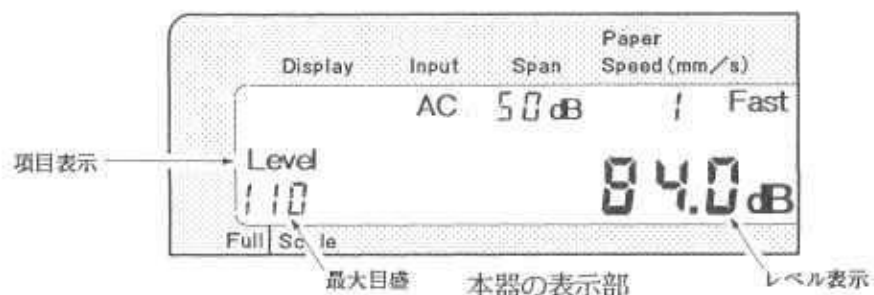 Paper
Display Input Span Speed(mm/s)
AC 50 dB 1 Fast
項目表示
Level
110 84.0 dB
Full Scale
最大目盛 本器の表示部 レベル表示